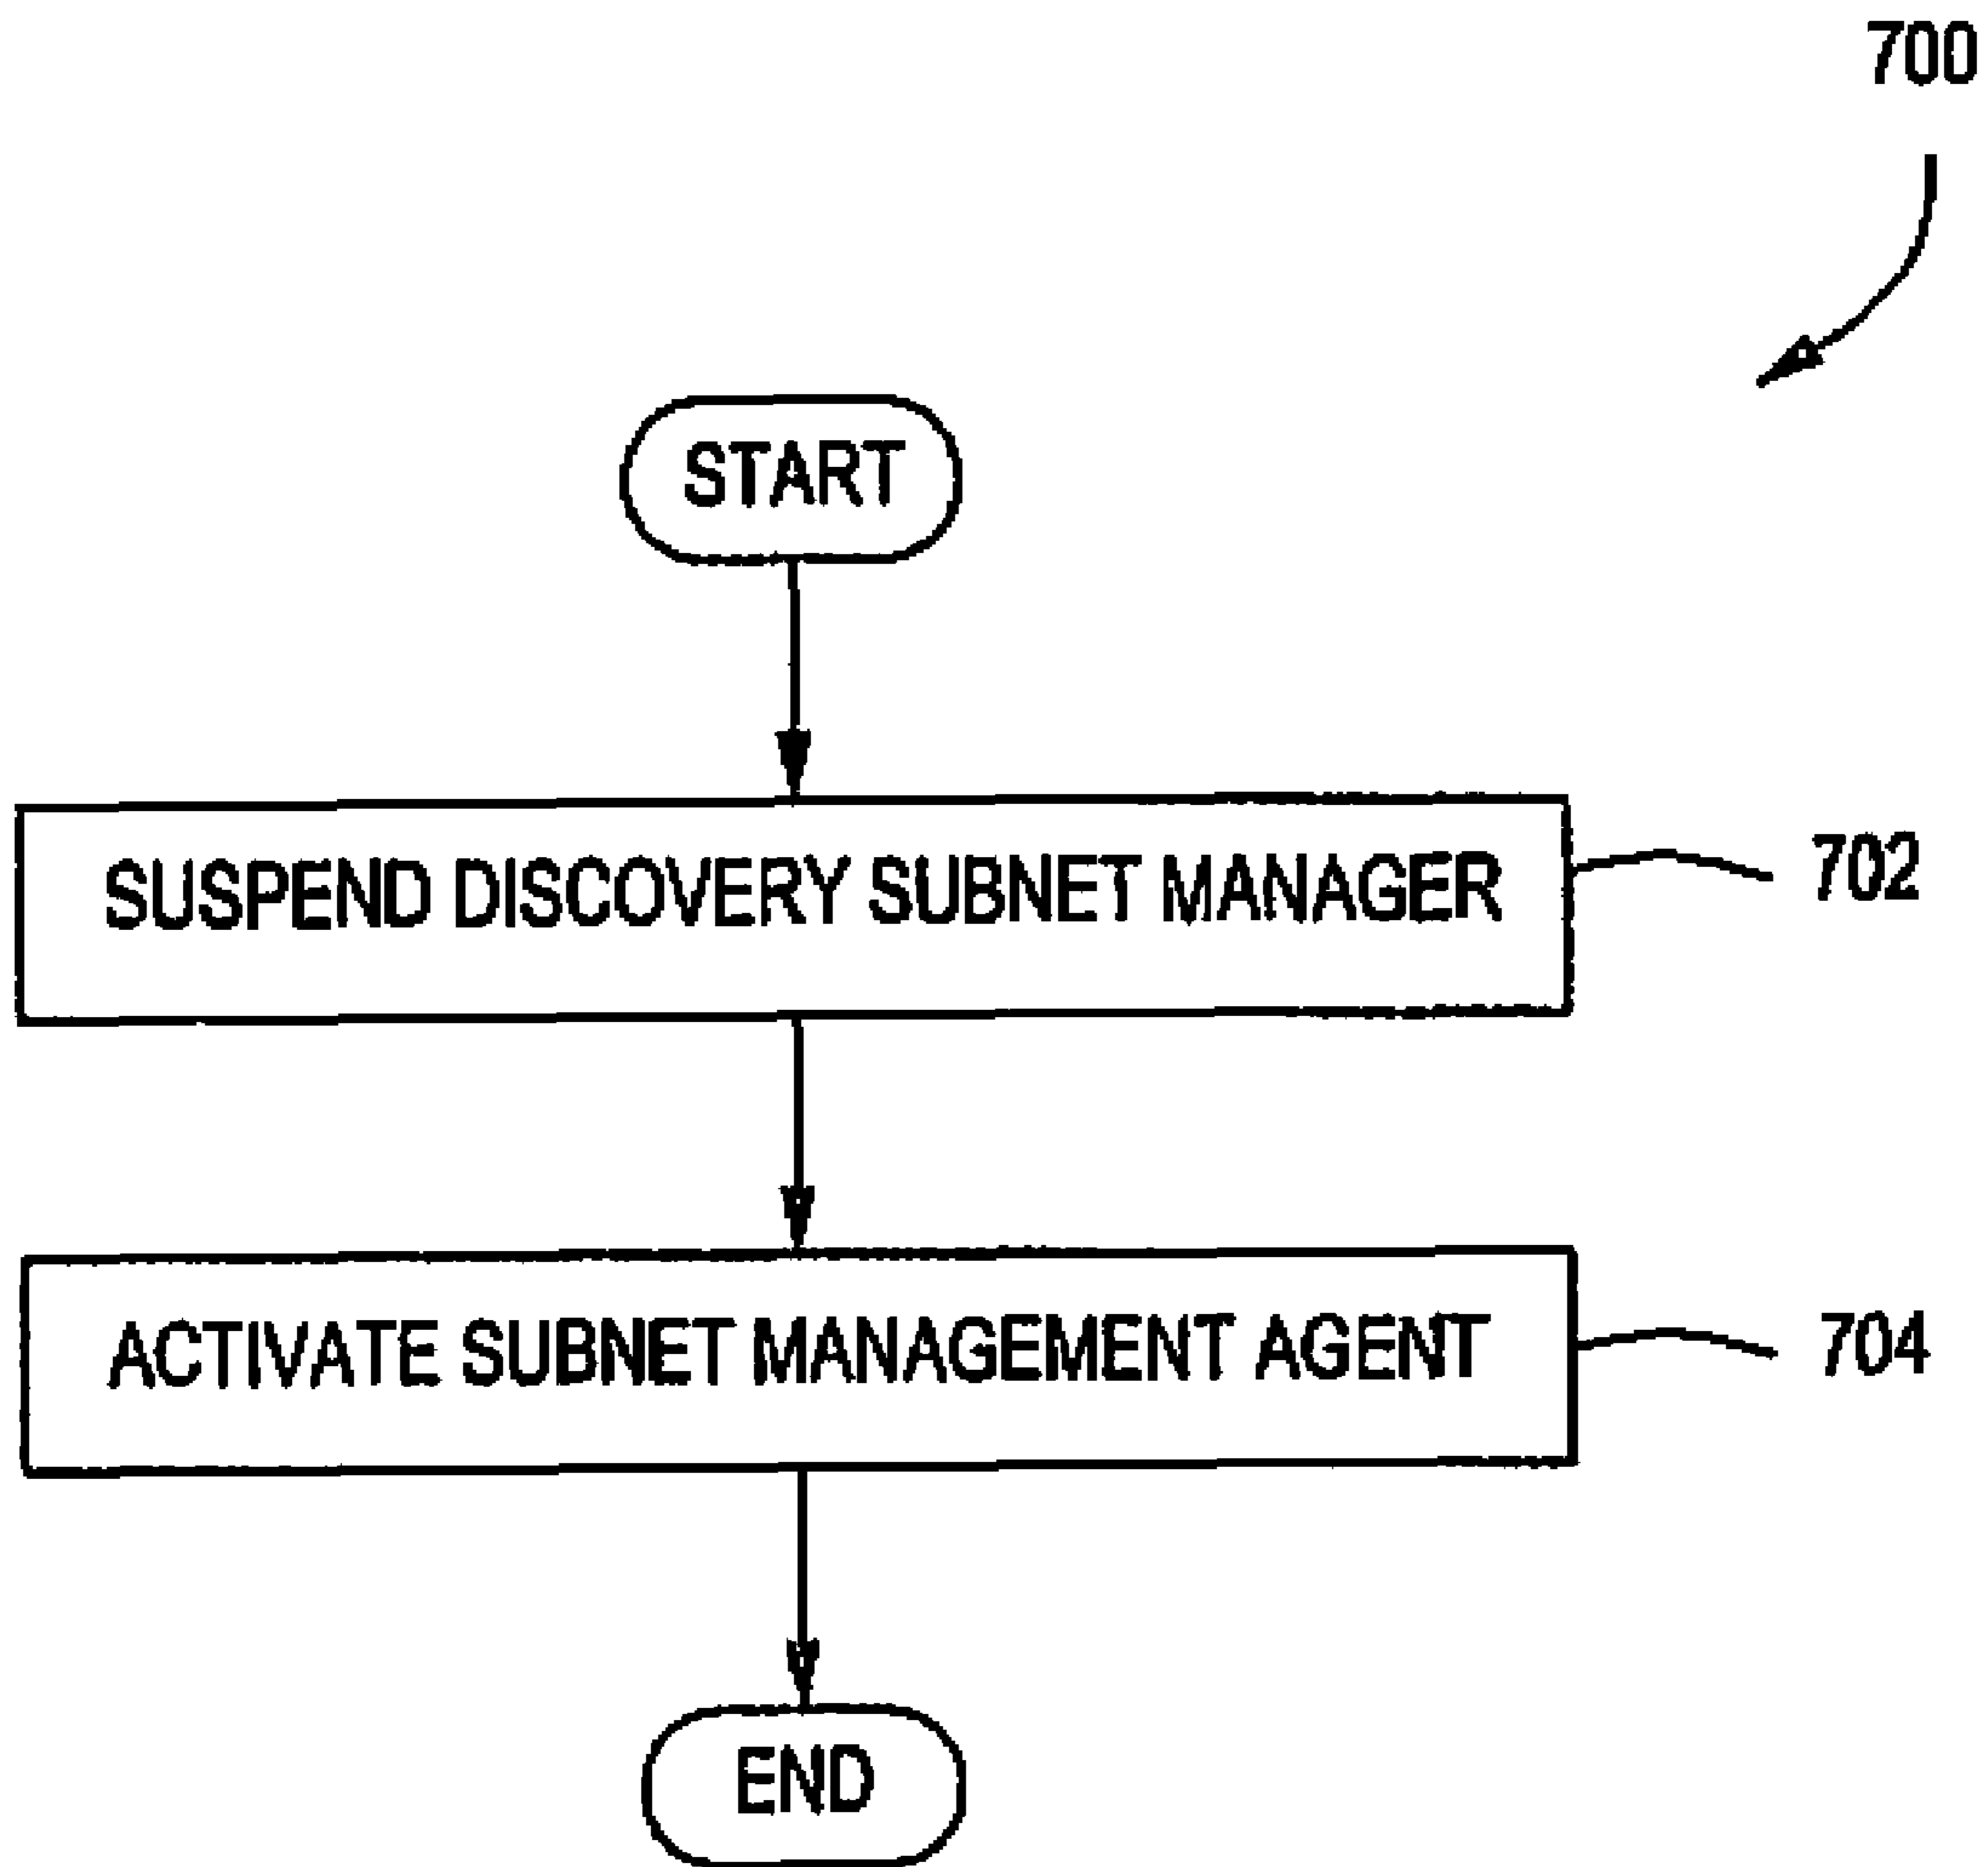 700
START
SUSPEND DISCOVERY SUBNET MANAGER
702
ACTIVATE SUBNET MANAGEMENT AGENT
704
END